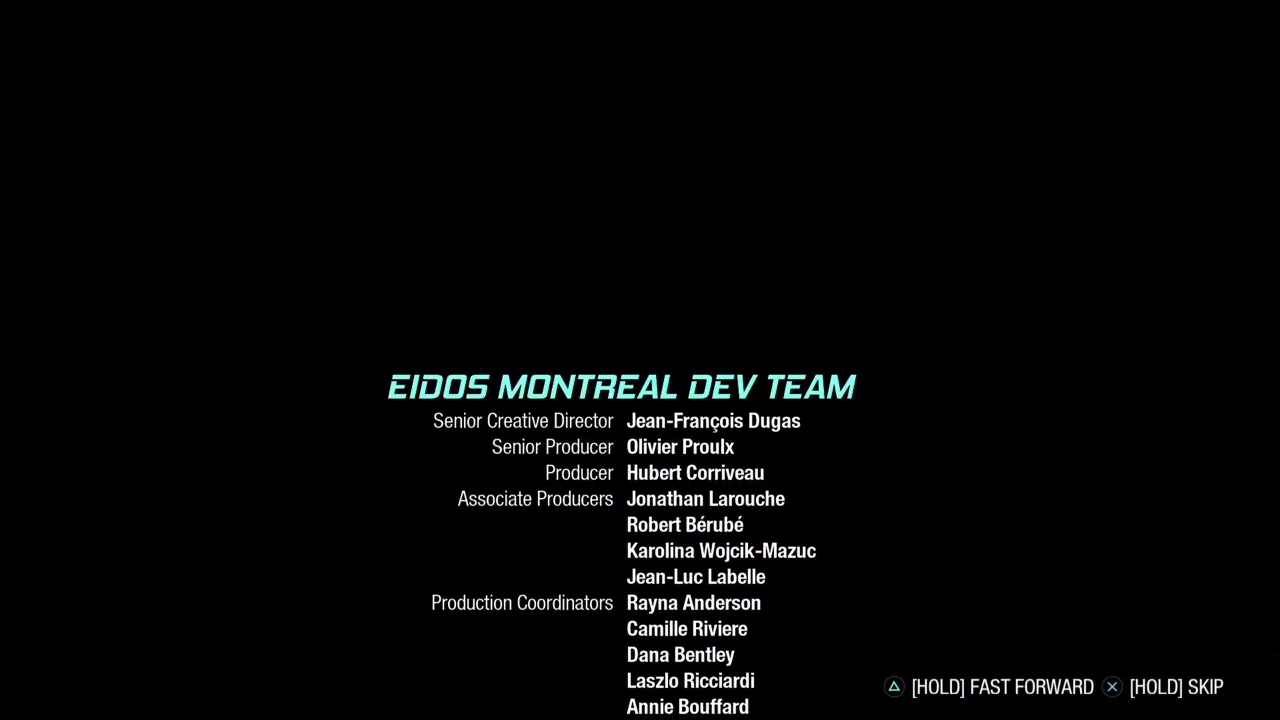 EIDOS MONTREAL DEV TEAM
Senior Creative Director Jean-François Dugas
Senior Producer Olivier Proulx
Producer Hubert Corriveau
Associate Producers Jonathan Larouche
Robert Bérubé
Karolina Wojcik-Mazuc
Jean-Luc Labelle
Production Coordinators Rayna Anderson
Camille Riviere
Dana Bentley
Laszlo Ricciardi
Annie Bouffard
[HOLD] FAST FORWARD [HOLD] SKIP